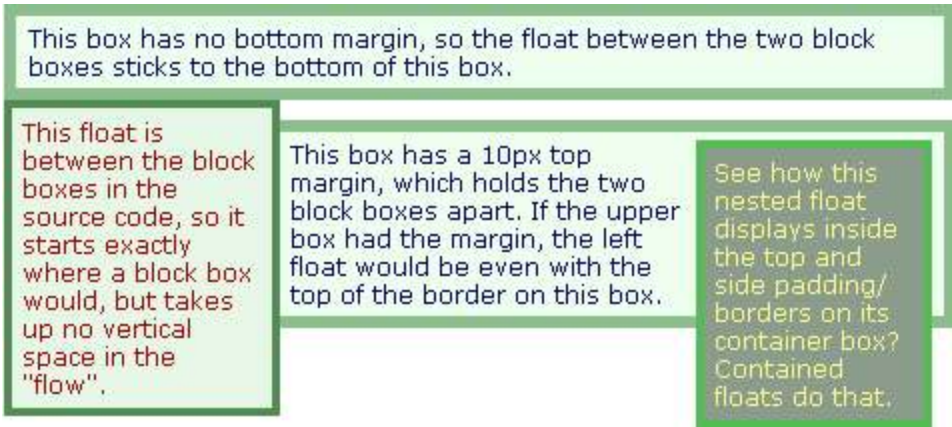 This box has no bottom margin, so the float between the two block
boxes sticks to the bottom of this box.
This float is
between the block
boxes in the
source code, so it
starts exactly
where a block box
would, but takes
up no vertical
space in the
"flow".
This box has a 10px top
margin, which holds the two
block boxes apart. If the upper
box had the margin, the left
float would be even with the
top of the border on this box.
See how this
nested float
displays inside
the top and
side padding/
borders on its
container box?
Contained
floats do that.